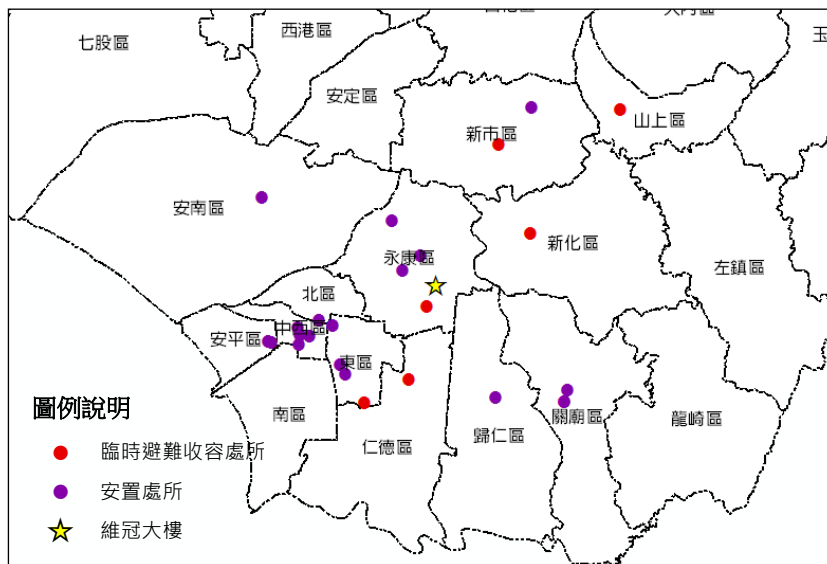 七股區
西港區
安定區
新市區
山上區
玉
安南區
永康區
新化區
左鎮區
北區
中西區
安平區
東區
南區
仁德區
歸仁區
關廟區
龍崎區
圖例說明
臨時避難收容處所
安置處所
維冠大樓